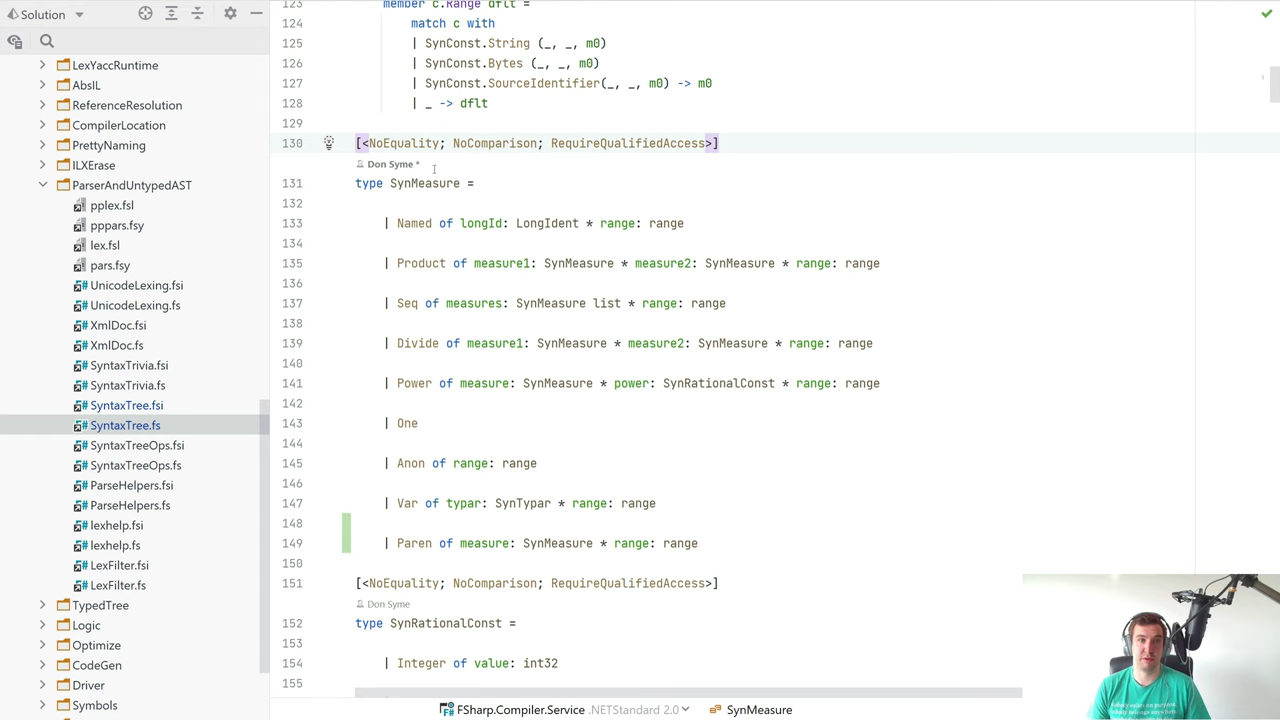 Solution
LexYaccRuntime
AbsIL
ReferenceResolution
CompilerLocation
PrettyNaming
ILXErase
ParserAndUntypedAST
pplex.fsl
pppars.fsy
lex.fsl
pars.fsy
UnicodeLexing.fsi
UnicodeLexing.fs
XmlDoc.fsi
XmlDoc.fs
SyntaxTrivia.fsi
SyntaxTrivia.fs
SyntaxTree.fsi
SyntaxTree.fs
SyntaxTreeOps.fsi
SyntaxTreeOps.fs
ParseHelpers.fsi
ParseHelpers.fs
lexhelp.fsi
lexhelp.fs
LexFilter.fsi
LexFilter.fs
TypedTree
Logic
Optimize
CodeGen
Driver
Symbols
123 member c.Range dflt =
124 match c with
125 | SynConst.String (_, _, m0)
126 | SynConst.Bytes (_, _, m0)
127 | SynConst.SourceIdentifier(_, _, m0) -> m0
128 | _ -> dflt
129
130 [<NoEquality; NoComparison; RequireQualifiedAccess>]
Don Syme *
131 type SynMeasure =
132
133 | Named of longId: LongIdent * range: range
134
135 | Product of measure1: SynMeasure * measure2: SynMeasure * range: range
136
137 | Seq of measures: SynMeasure list * range: range
138
139 | Divide of measure1: SynMeasure * measure2: SynMeasure * range: range
140
141 | Power of measure: SynMeasure * power: SynRationalConst * range: range
142
143 | One
144
145 | Anon of range: range
146
147 | Var of typar: SynTypar * range: range
148
149 | Paren of measure: SynMeasure * range: range
150
151 [<NoEquality; NoComparison; RequireQualifiedAccess>]
Don Syme
152 type SynRationalConst =
153
154 | Integer of value: int32
155
FSharp.Compiler.Service .NETStandard 2.0 SynMeasure